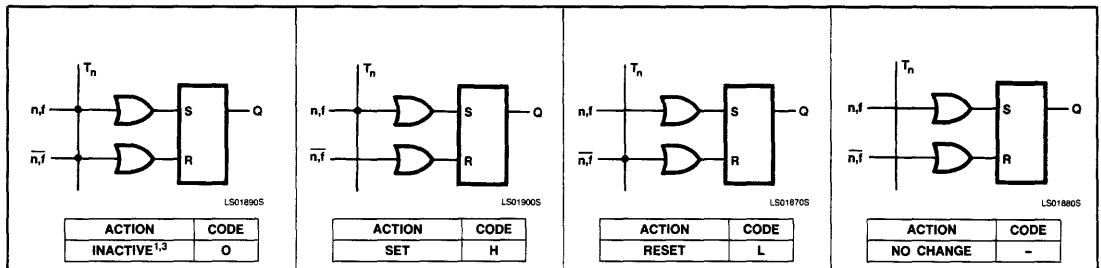 Tn
n,f
S
Q
n,f
R
LS01890S
ACTION CODE
INACTIVE1,3 O
Tn
n,f
S
Q
n,f
R
LS01900S
ACTION CODE
SET H
Tn
n,f
S
Q
n,f
R
LS01870S
ACTION CODE
RESET L
Tn
n,f
S
Q
n,f
R
LS01880S
ACTION CODE
NO CHANGE –